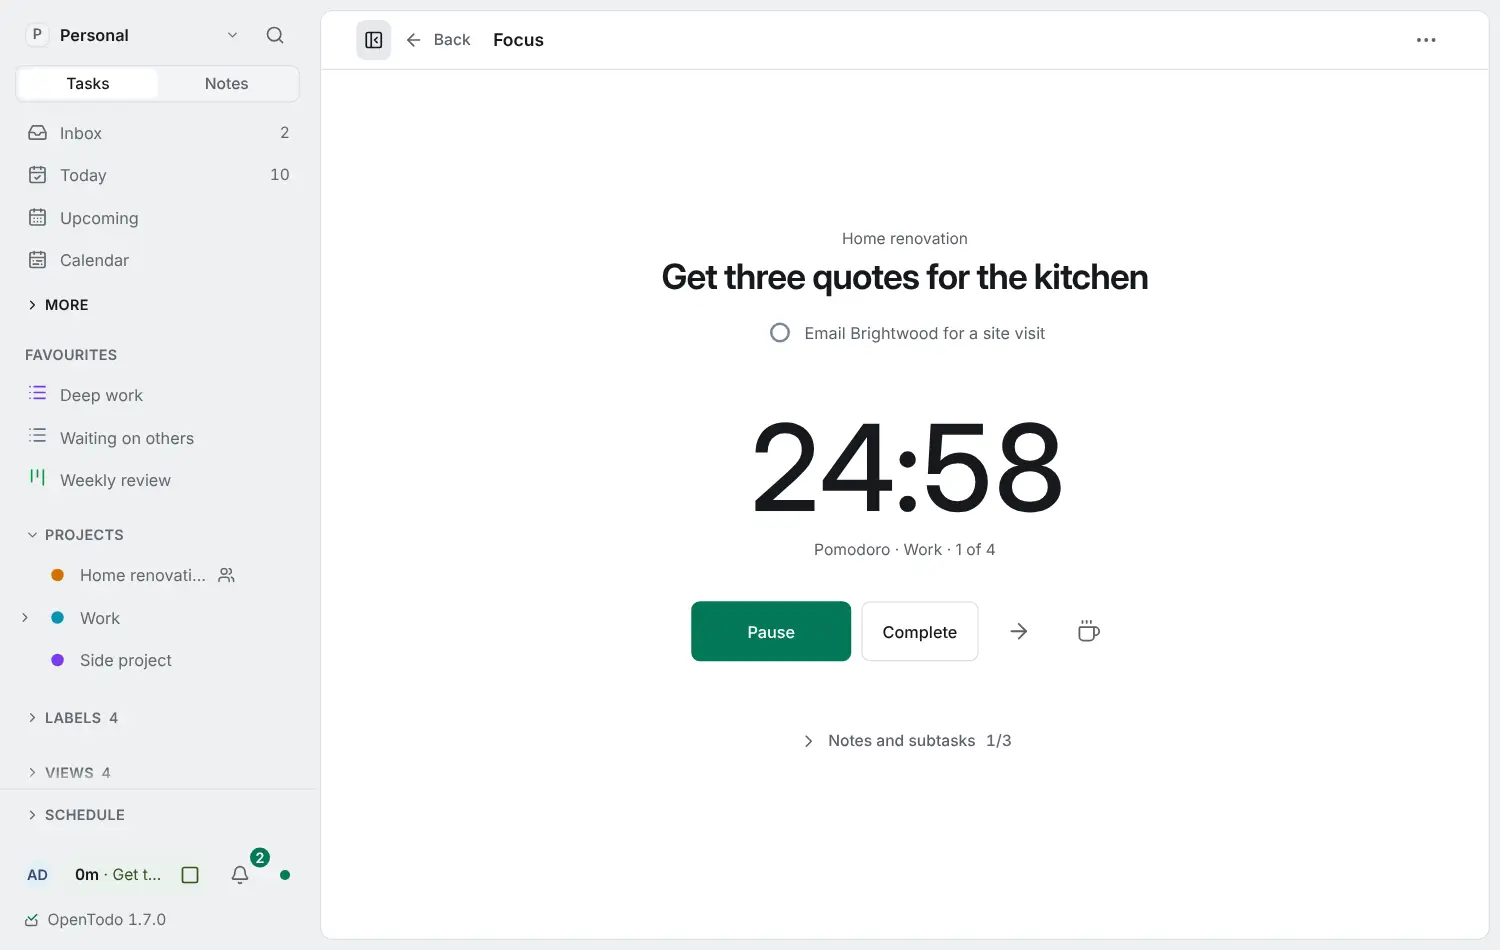 P Personal
Tasks Notes
Inbox 2
Today 10
Upcoming
Calendar
MORE
FAVOURITES
Deep work
Waiting on others
Weekly review
PROJECTS
Home renovati...
Work
Side project
LABELS 4
VIEWS 4
SCHEDULE
AD 0m · Get t... 2
OpenTodo 1.7.0
Back Focus
Home renovation
Get three quotes for the kitchen
Email Brightwood for a site visit
24:58
Pomodoro · Work · 1 of 4
Pause Complete
Notes and subtasks 1/3